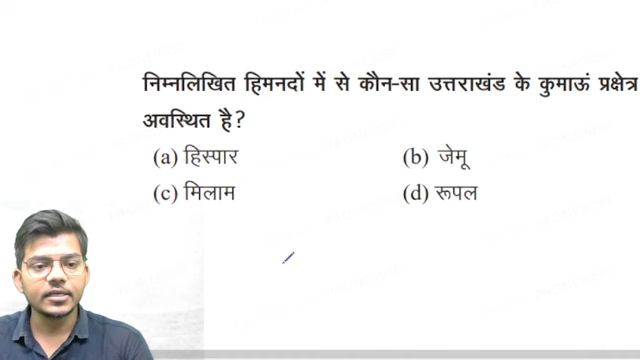 निम्नलिखित हिमनदों में से कौन-सा उत्तराखंड के कुमाऊं प्रक्षेत्र
अवस्थित है?
(a) हिस्पार (b) जेमू
(c) मिलाम (d) रूपल